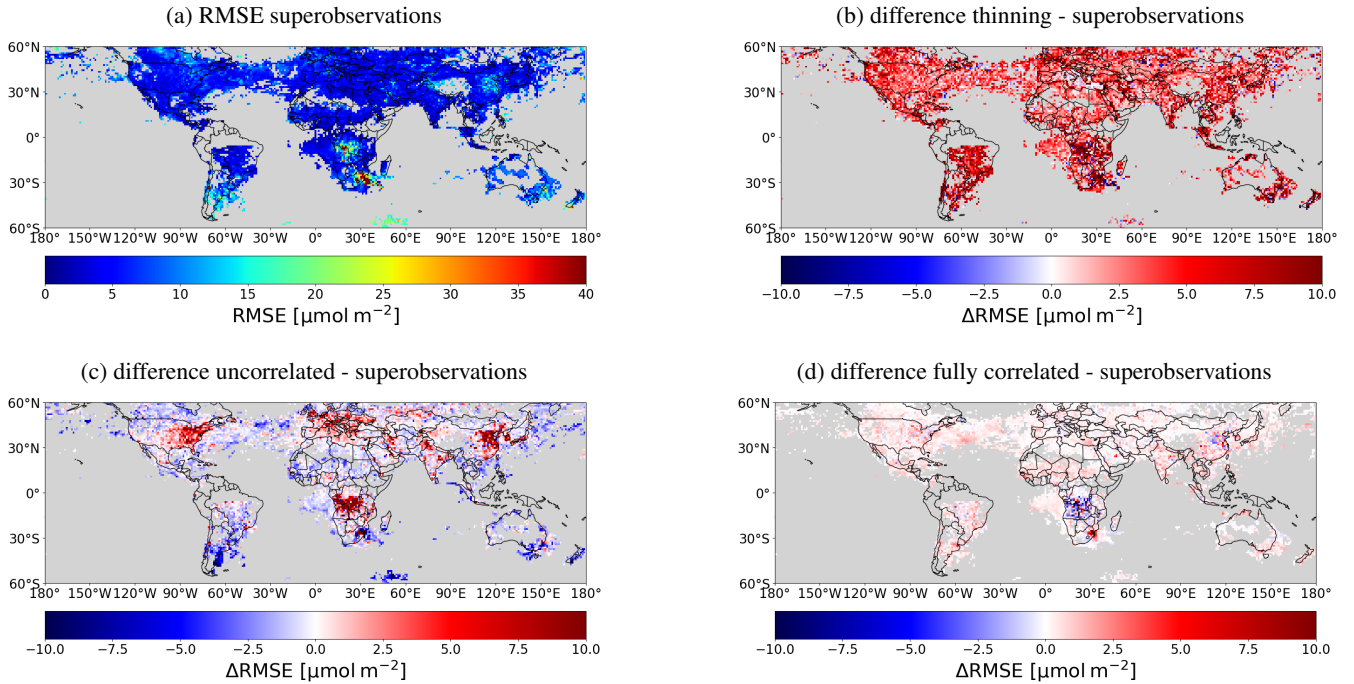 (a) RMSE superobservations
60°N
30°N
0°
30°S
60°S
180° 150°W 120°W 90°W 60°W 30°W 0° 30°E 60°E 90°E 120°E 150°E 180°
0 5 10 15 20 25 30 35 40
RMSE [µmol m⁻²]
(b) difference thinning - superobservations
60°N
30°N
0°
30°S
60°S
180° 150°W 120°W 90°W 60°W 30°W 0° 30°E 60°E 90°E 120°E 150°E 180°
−10.0 −7.5 −5.0 −2.5 0.0 2.5 5.0 7.5 10.0
ΔRMSE [µmol m⁻²]
(c) difference uncorrelated - superobservations
60°N
30°N
0°
30°S
60°S
180° 150°W 120°W 90°W 60°W 30°W 0° 30°E 60°E 90°E 120°E 150°E 180°
−10.0 −7.5 −5.0 −2.5 0.0 2.5 5.0 7.5 10.0
ΔRMSE [µmol m⁻²]
(d) difference fully correlated - superobservations
60°N
30°N
0°
30°S
60°S
180° 150°W 120°W 90°W 60°W 30°W 0° 30°E 60°E 90°E 120°E 150°E 180°
−10.0 −7.5 −5.0 −2.5 0.0 2.5 5.0 7.5 10.0
ΔRMSE [µmol m⁻²]